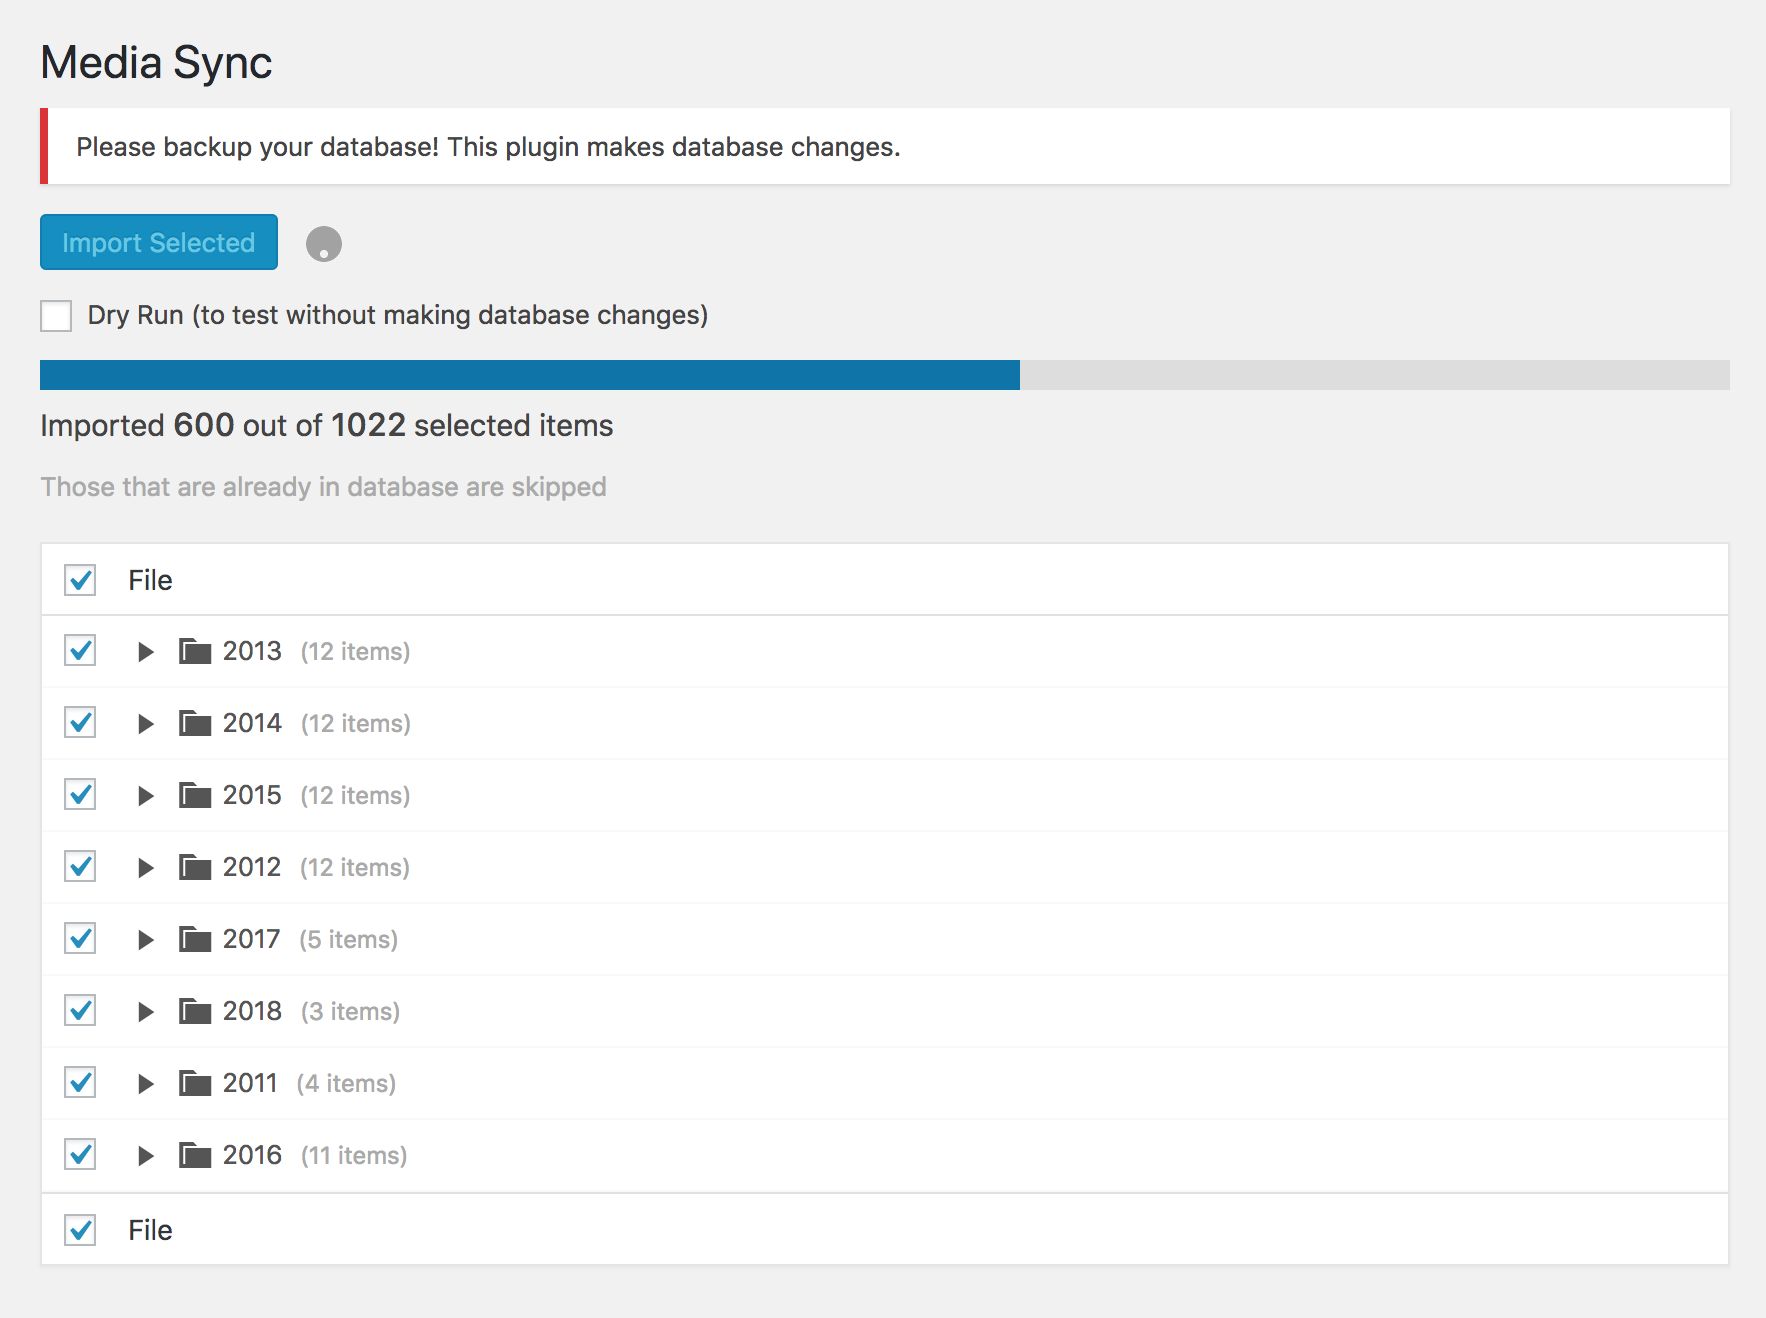 Media Sync
Please backup your database! This plugin makes database changes.
Import Selected
Dry Run (to test without making database changes)
Imported 600 out of 1022 selected items
Those that are already in database are skipped
File
2013 (12 items)
2014 (12 items)
2015 (12 items)
2012 (12 items)
2017 (5 items)
2018 (3 items)
2011 (4 items)
2016 (11 items)
File